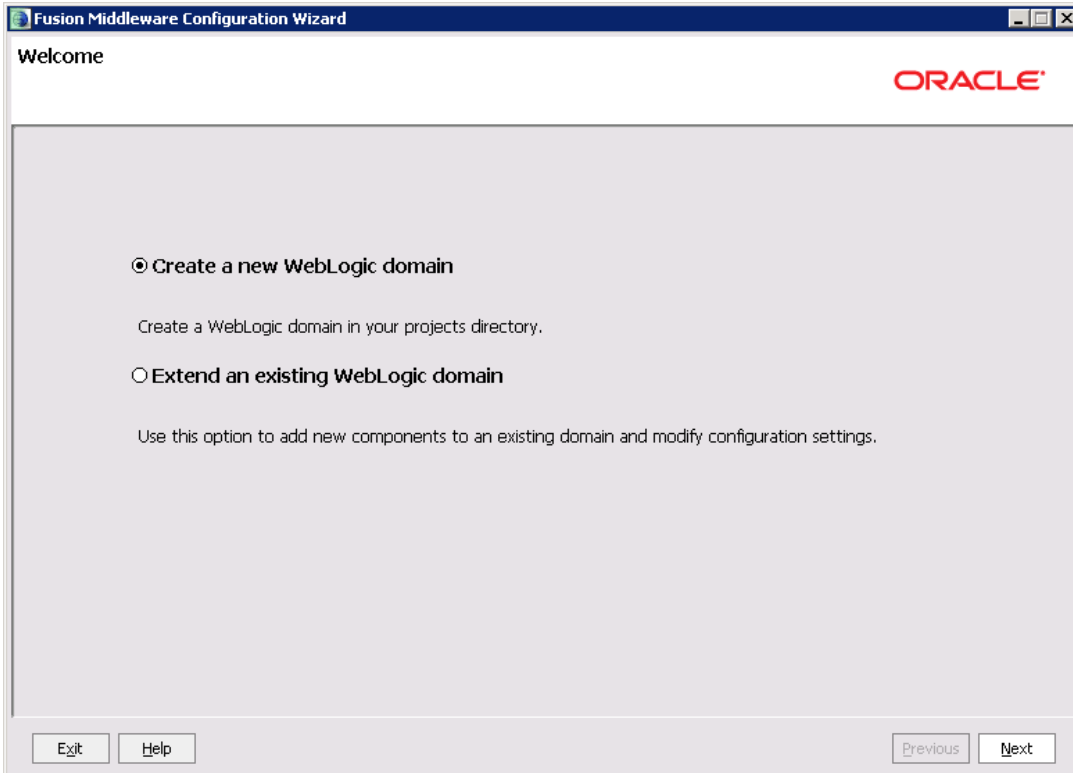 Fusion Middleware Configuration Wizard
Welcome
ORACLE
Create a new WebLogic domain
Create a WebLogic domain in your projects directory.
Extend an existing WebLogic domain
Use this option to add new components to an existing domain and modify configuration settings.
Exit Help Previous Next